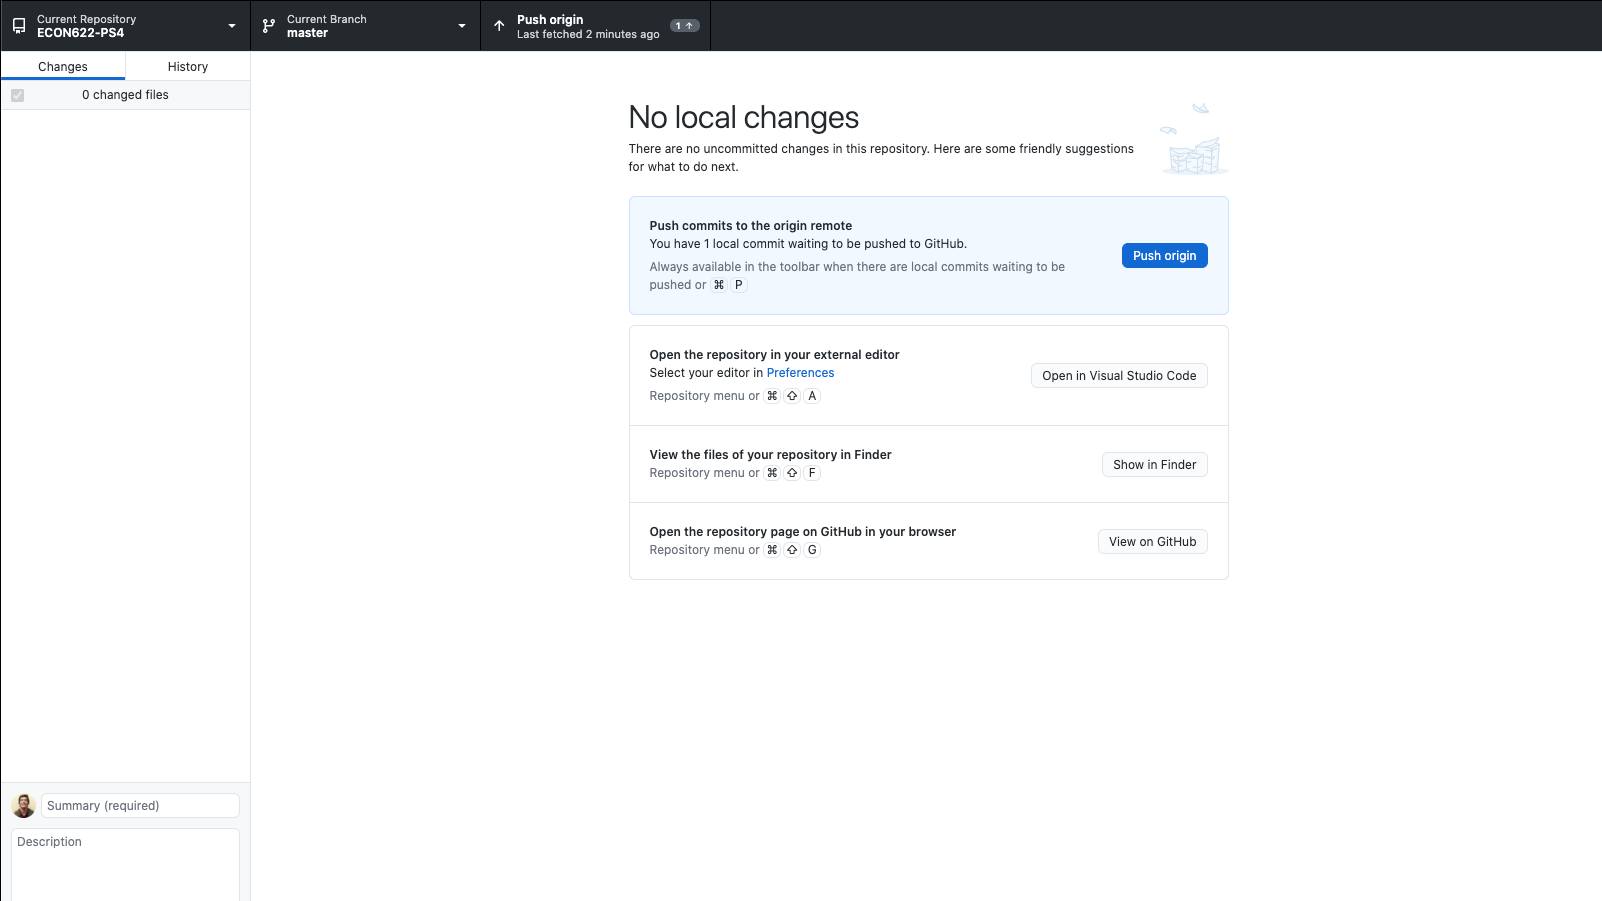 Current Repository
ECON622-PS4
Current Branch
master
Push origin
Last fetched 2 minutes ago
1 ↑
Changes
History
0 changed files
No local changes
There are no uncommitted changes in this repository. Here are some friendly suggestions
for what to do next.
Push commits to the origin remote
You have 1 local commit waiting to be pushed to GitHub.
Always available in the toolbar when there are local commits waiting to be
pushed or ⌘ P
Push origin
Open the repository in your external editor
Select your editor in Preferences
Repository menu or ⌘ ⇧ A
Open in Visual Studio Code
View the files of your repository in Finder
Repository menu or ⌘ ⇧ F
Show in Finder
Open the repository page on GitHub in your browser
Repository menu or ⌘ ⇧ G
View on GitHub
Summary (required)
Description